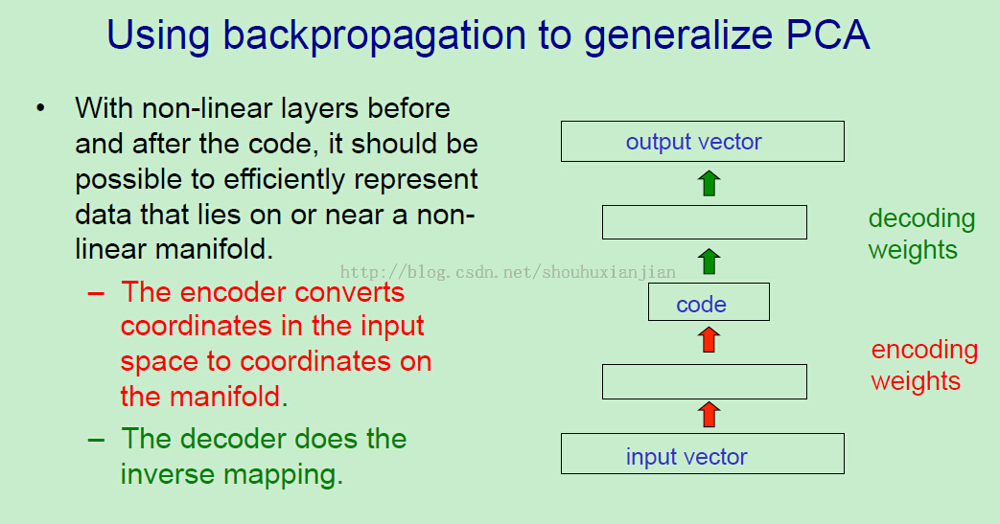 Using backpropagation to generalize PCA
• With non-linear layers before
and after the code, it should be
possible to efficiently represent
data that lies on or near a non-
linear manifold.
– The encoder converts
coordinates in the input
space to coordinates on
the manifold.
– The decoder does the
inverse mapping.
output vector
decoding
weights
code
encoding
weights
input vector
http://blog.csdn.net/shouhuxianjian